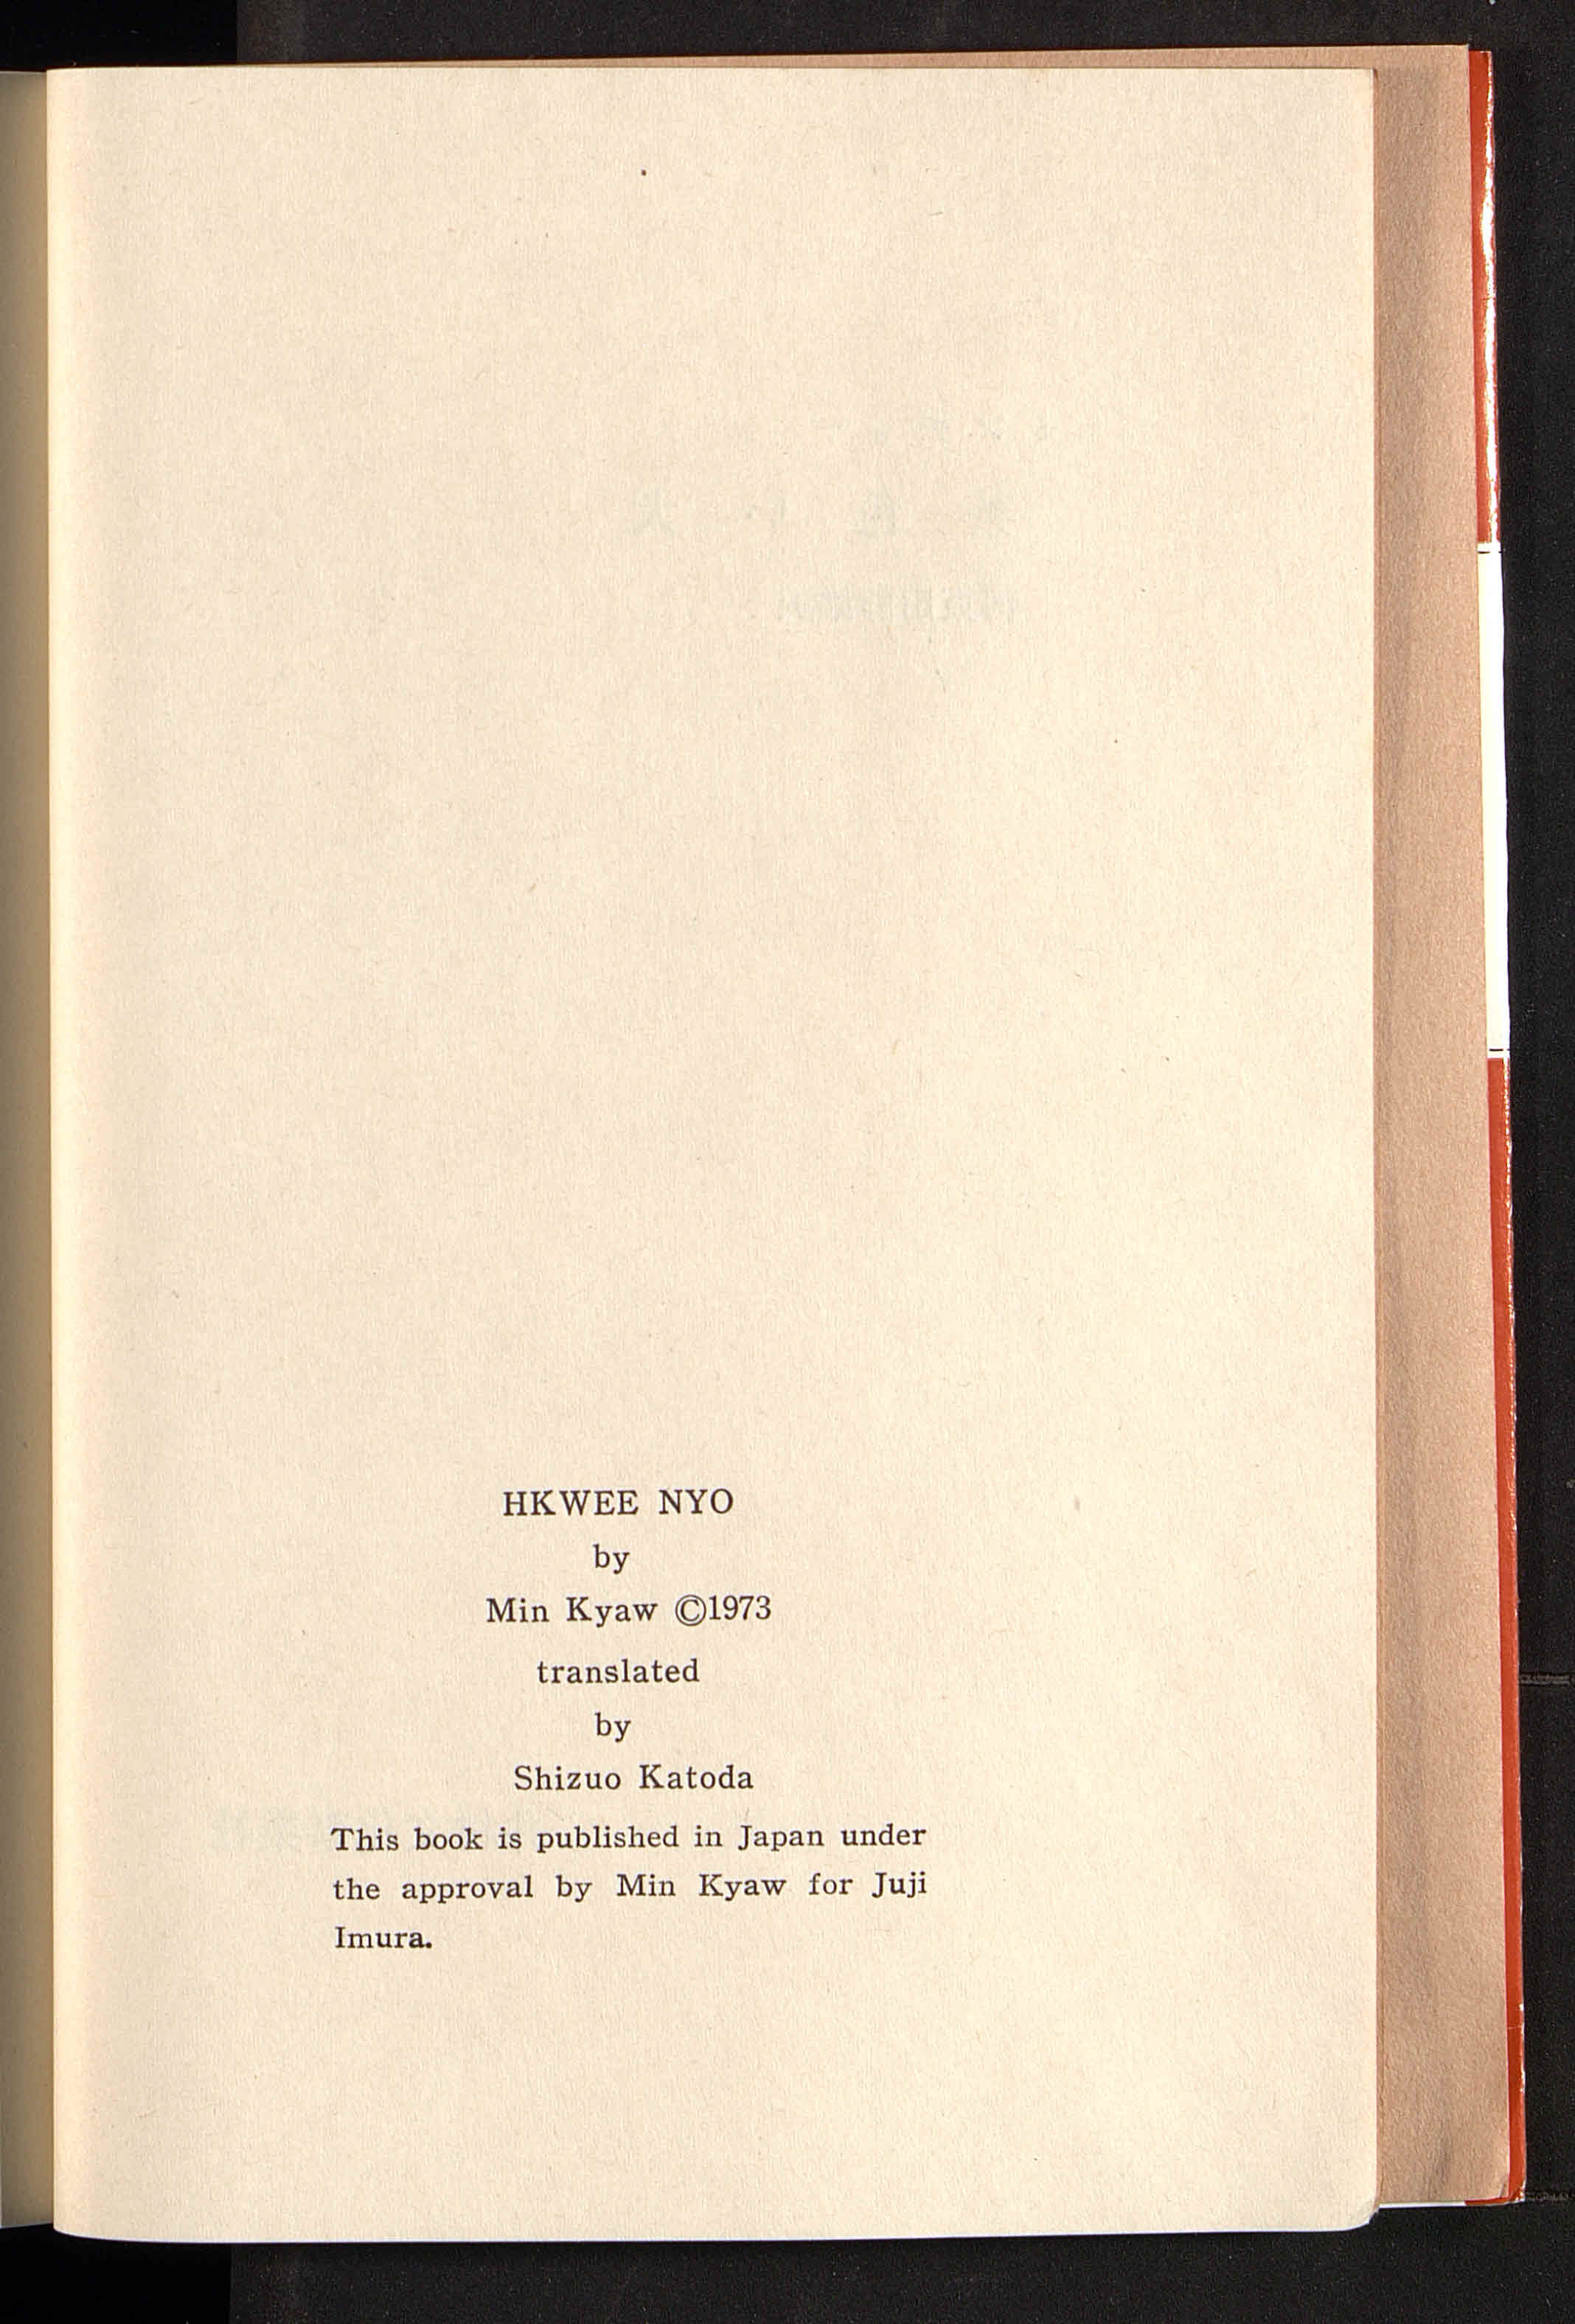 HKWEE NYO
by
Min Kyaw ©1973
translated
by
Shizuo Katoda
This book is published in Japan under
the approval by Min Kyaw for Juji
Imura.